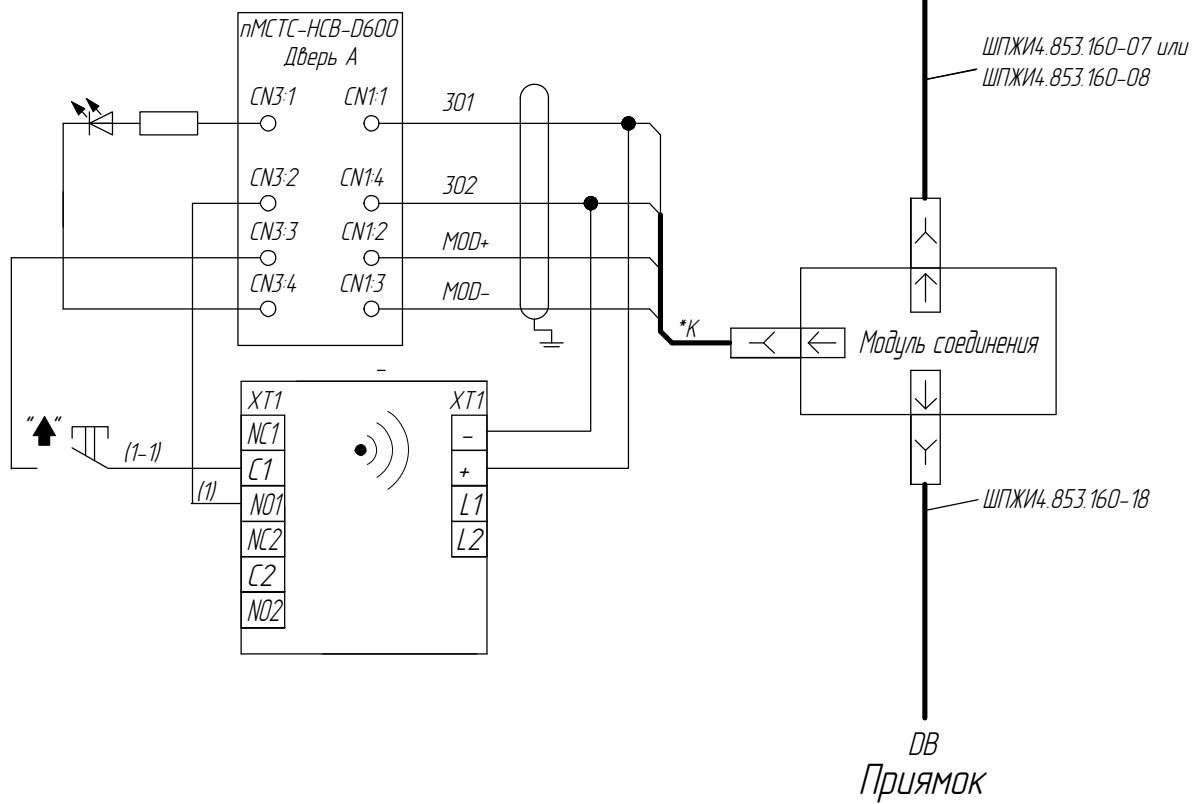 пМСТС-НСВ-D600
Дверь А
CN3:1
CN1:1
301
CN3:2
CN1:4
302
CN3:3
CN1:2
MOD+
CN3:4
CN1:3
MOD-
*К
ШПЖИ4.853.160-07 или
ШПЖИ4.853.160-08
Модуль соединения
ШПЖИ4.853.160-18
-
XT1
XT1
NC1
-
"⬆"
(1-1)
C1
+
(1)
NO1
L1
NC2
L2
C2
NO2
DB
Приямок